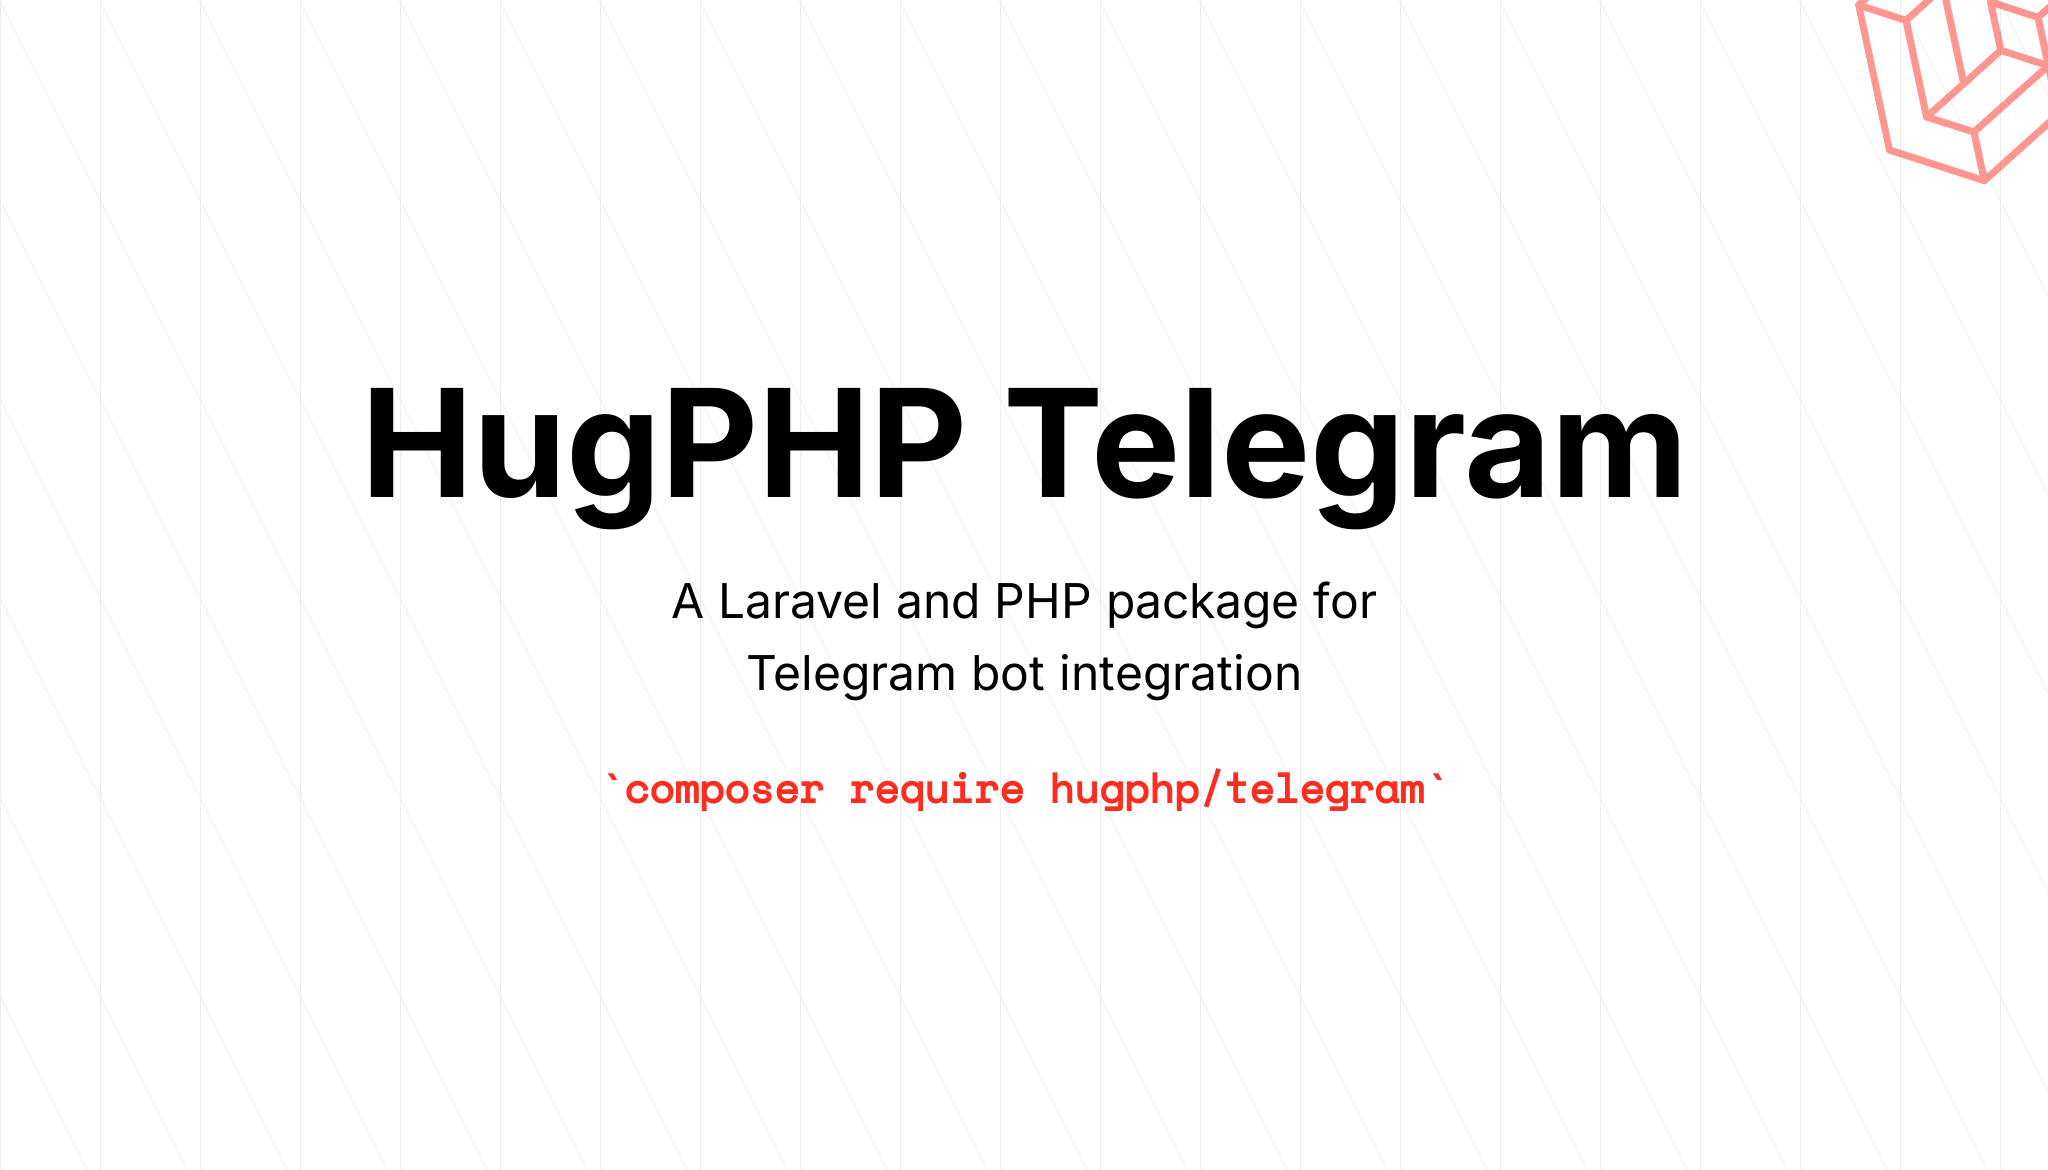 HugPHP Telegram
A Laravel and PHP package for
Telegram bot integration
`composer require hugphp/telegram`